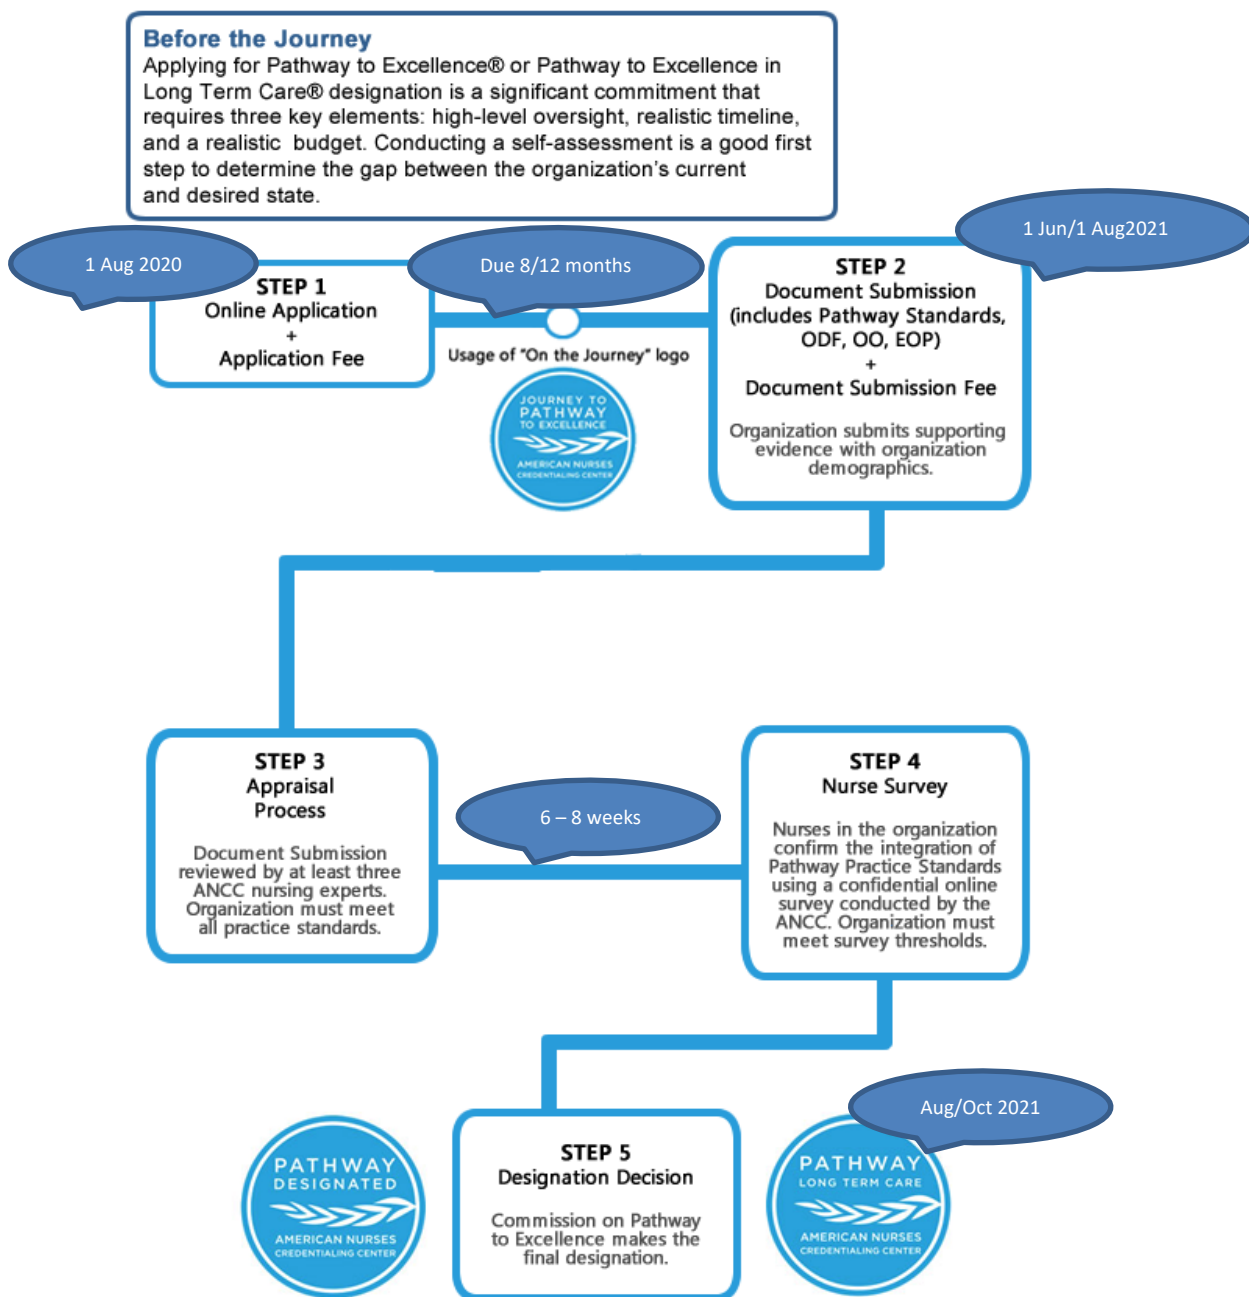 Before the Journey
Applying for Pathway to Excellence® or Pathway to Excellence in
Long Term Care® designation is a significant commitment that
requires three key elements: high-level oversight, realistic timeline,
and a realistic budget. Conducting a self-assessment is a good first
step to determine the gap between the organization's current
and desired state.
1 Aug 2020
Due 8/12 months
1 Jun/1 Aug2021
STEP 1
Online Application
+
Application Fee
Usage of "On the Journey" logo
JOURNEY TO
PATHWAY
TO EXCELLENCE
AMERICAN NURSES
CREDENTIALING CENTER
STEP 2
Document Submission
(includes Pathway Standards,
ODF, OO, EOP)
+
Document Submission Fee
Organization submits supporting
evidence with organization
demographics.
STEP 3
Appraisal
Process
Document Submission
reviewed by at least three
ANCC nursing experts.
Organization must meet
all practice standards.
6 – 8 weeks
STEP 4
Nurse Survey
Nurses in the organization
confirm the integration of
Pathway Practice Standards
using a confidential online
survey conducted by the
ANCC. Organization must
meet survey thresholds.
PATHWAY
DESIGNATED
AMERICAN NURSES
CREDENTIALING CENTER
STEP 5
Designation Decision
Commission on Pathway
to Excellence makes the
final designation.
Aug/Oct 2021
PATHWAY
LONG TERM CARE
AMERICAN NURSES
CREDENTIALING CENTER